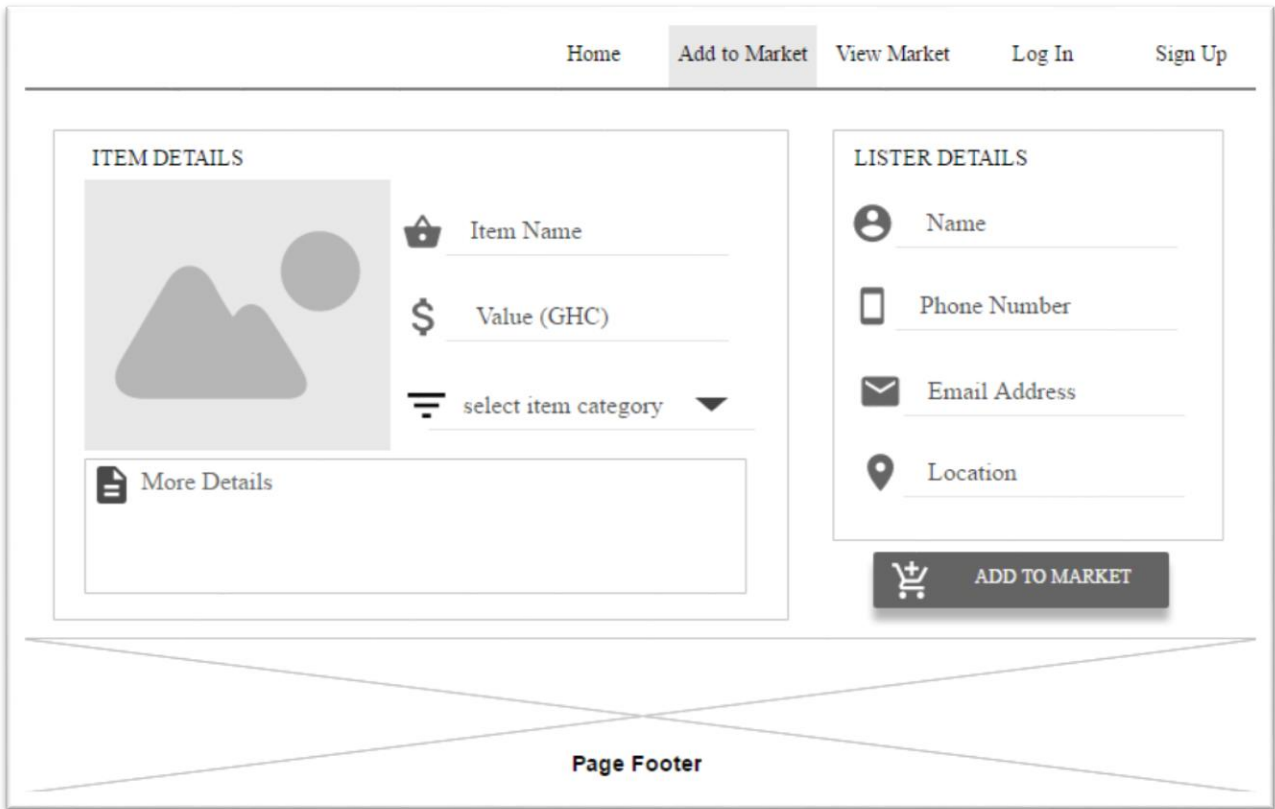 Home
Add to Market
View Market
Log In
Sign Up
ITEM DETAILS
Item Name
Value (GHC)
select item category
More Details
LISTER DETAILS
Name
Phone Number
Email Address
Location
ADD TO MARKET
Page Footer